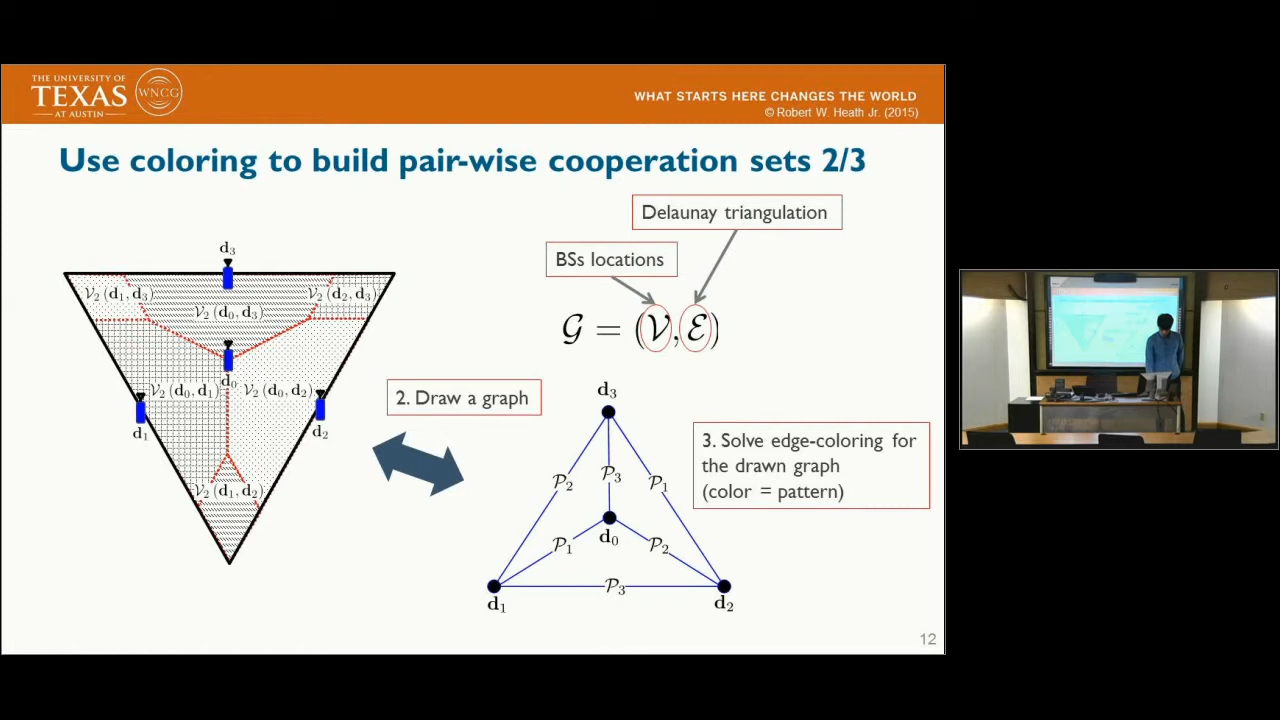 THE UNIVERSITY OF
TEXAS
AT AUSTIN
WNCG
WHAT STARTS HERE CHANGES THE WORLD
© Robert W. Heath Jr. (2015)
Use coloring to build pair-wise cooperation sets 2/3
Delaunay triangulation
BSs locations
𝒢 = (𝒱, ℰ)
d₃
𝒱₂ (d₁, d₃)
𝒱₂ (d₂, d₃)
𝒱₂ (d₀, d₃)
d₀
𝒱₂ (d₀, d₁)
𝒱₂ (d₀, d₂)
d₁
d₂
𝒱₂ (d₁, d₂)
2. Draw a graph
3. Solve edge-coloring for
the drawn graph
(color = pattern)
d₃
𝒫₂
𝒫₃
𝒫₁
d₀
𝒫₁
𝒫₂
𝒫₃
d₁
d₂
12